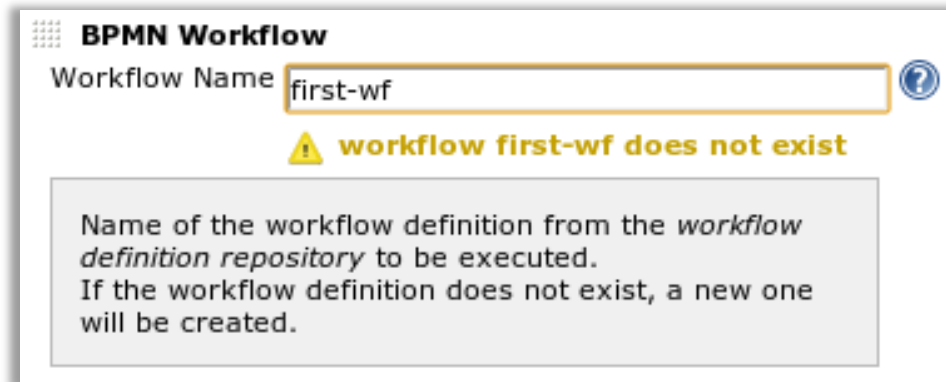 BPMN Workflow
Workflow Name first-wf
workflow first-wf does not exist
Name of the workflow definition from the workflow
definition repository to be executed.
If the workflow definition does not exist, a new one
will be created.